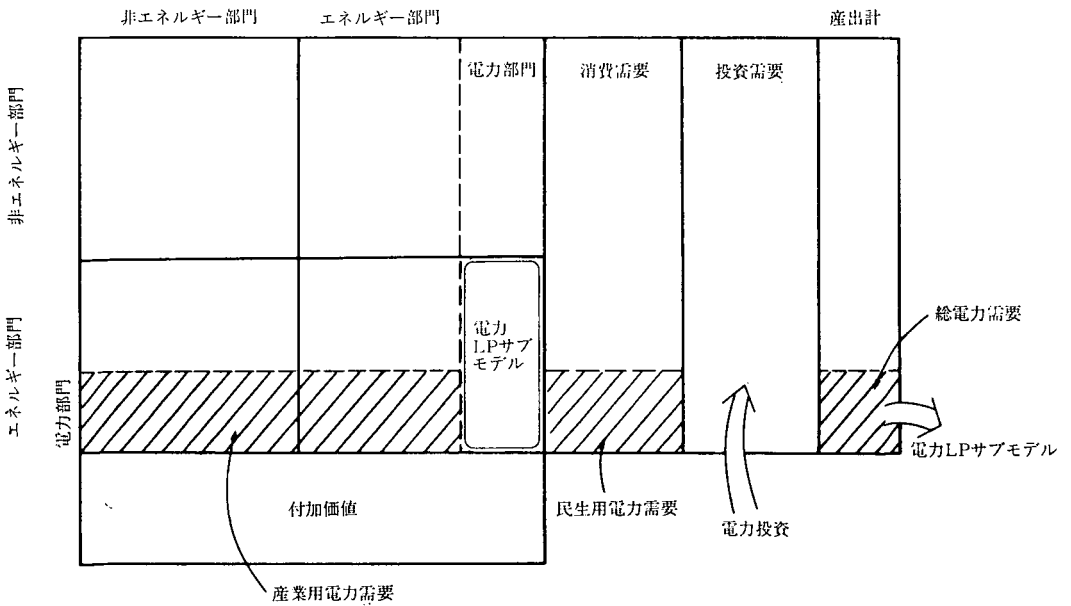 非エネルギー部門
エネルギー部門
産出計
電力部門
消費需要
投資需要
非エネルギー部門
エネルギー部門
電力部門
電力
LPサブ
モデル
総電力需要
電力LPサブモデル
付加価値
民生用電力需要
電力投資
産業用電力需要